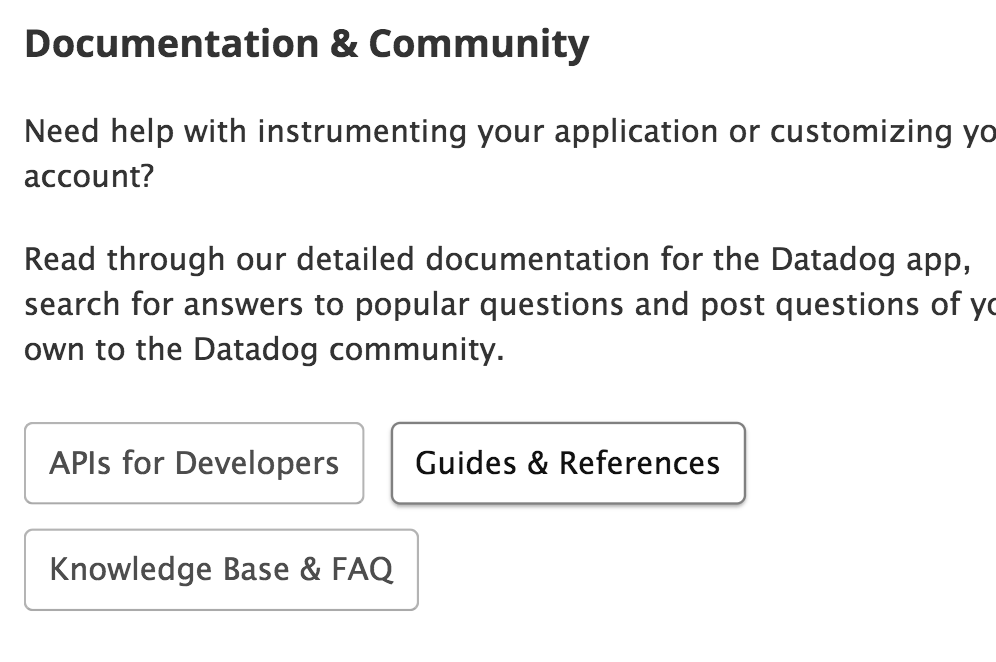 Documentation & Community
Need help with instrumenting your application or customizing yo
account?
Read through our detailed documentation for the Datadog app,
search for answers to popular questions and post questions of yo
own to the Datadog community.
APIs for Developers
Guides & References
Knowledge Base & FAQ